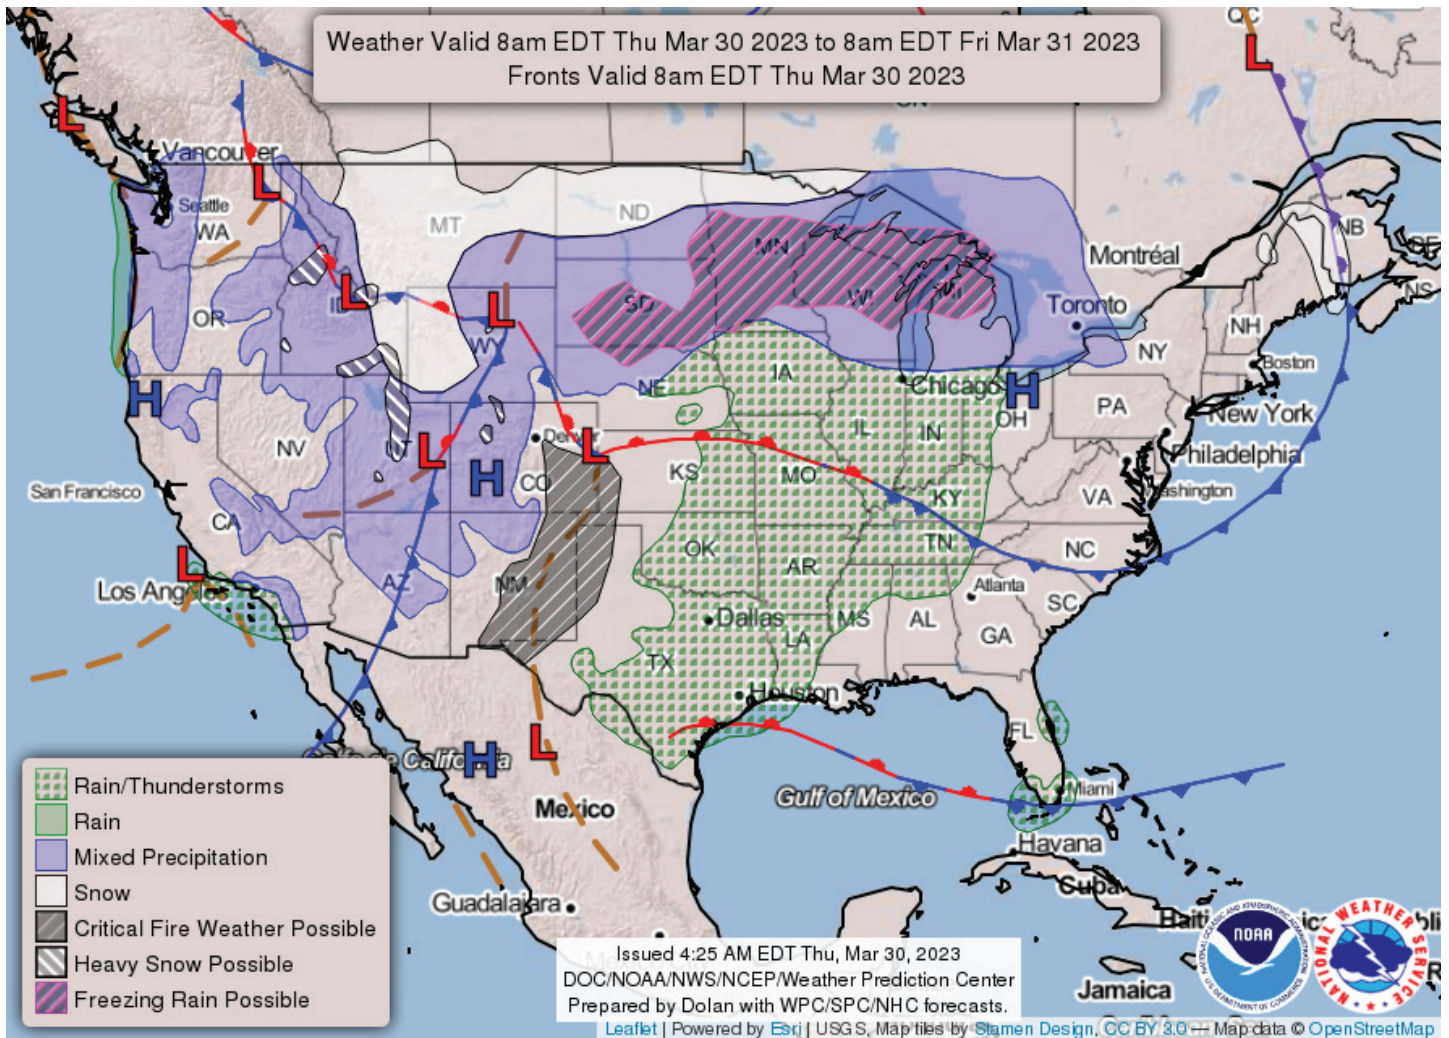 QC
Weather Valid 8am EDT Thu Mar 30 2023 to 8am EDT Fri Mar 31 2023
Fronts Valid 8am EDT Thu Mar 30 2023
L
L
Vancouver
L
Seattle
WA
MT
ND
MN
NB
Montréal
NS
L
L
OR
SD
WI
MI
Toronto
WY
NH
NY
Boston
H
NE
IA
Chicago
H
OH
PA
New York
NV
L
Denver
L
IL
IN
Philadelphia
H
CO
KS
MO
KY
VA
Washington
San Francisco
CA
OK
TN
NC
L
Los Angeles
AZ
NM
AR
Atlanta
SC
Dallas
MS
AL
GA
LA
TX
Houston
FL
L
H
Golfo de California
Miami
Mexico
Gulf of Mexico
Havana
Cuba
Guadalajara
Haiti
Jamaica
Rain/Thunderstorms
Rain
Mixed Precipitation
Snow
Critical Fire Weather Possible
Heavy Snow Possible
Freezing Rain Possible
Issued 4:25 AM EDT Thu, Mar 30, 2023
DOC/NOAA/NWS/NCEP/Weather Prediction Center
Prepared by Dolan with WPC/SPC/NHC forecasts.
NOAA
NATIONAL WEATHER SERVICE
Leaflet | Powered by Esri | USGS, Map tiles by Stamen Design, CC BY 3.0 — Map data © OpenStreetMap